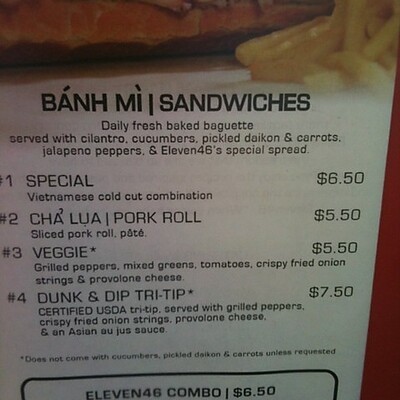 BÁNH MÌ | SANDWICHES
Daily fresh baked baguette
served with cilantro, cucumbers, pickled daikon & carrots,
jalapeno peppers, & Eleven46's special spread.
#1 SPECIAL $6.50
Vietnamese cold cut combination
#2 CHẢ LỤA | PORK ROLL $5.50
Sliced pork roll, pâté.
#3 VEGGIE* $5.50
Grilled peppers, mixed greens, tomatoes, crispy fried onion
strings & provolone cheese.
#4 DUNK & DIP TRI-TIP* $7.50
CERTIFIED USDA tri-tip, served with grilled peppers,
crispy fried onion strings, provolone cheese,
& an Asian au jus sauce.
*Does not come with cucumbers, pickled daikon & carrots unless requested
ELEVEN46 COMBO | $6.50